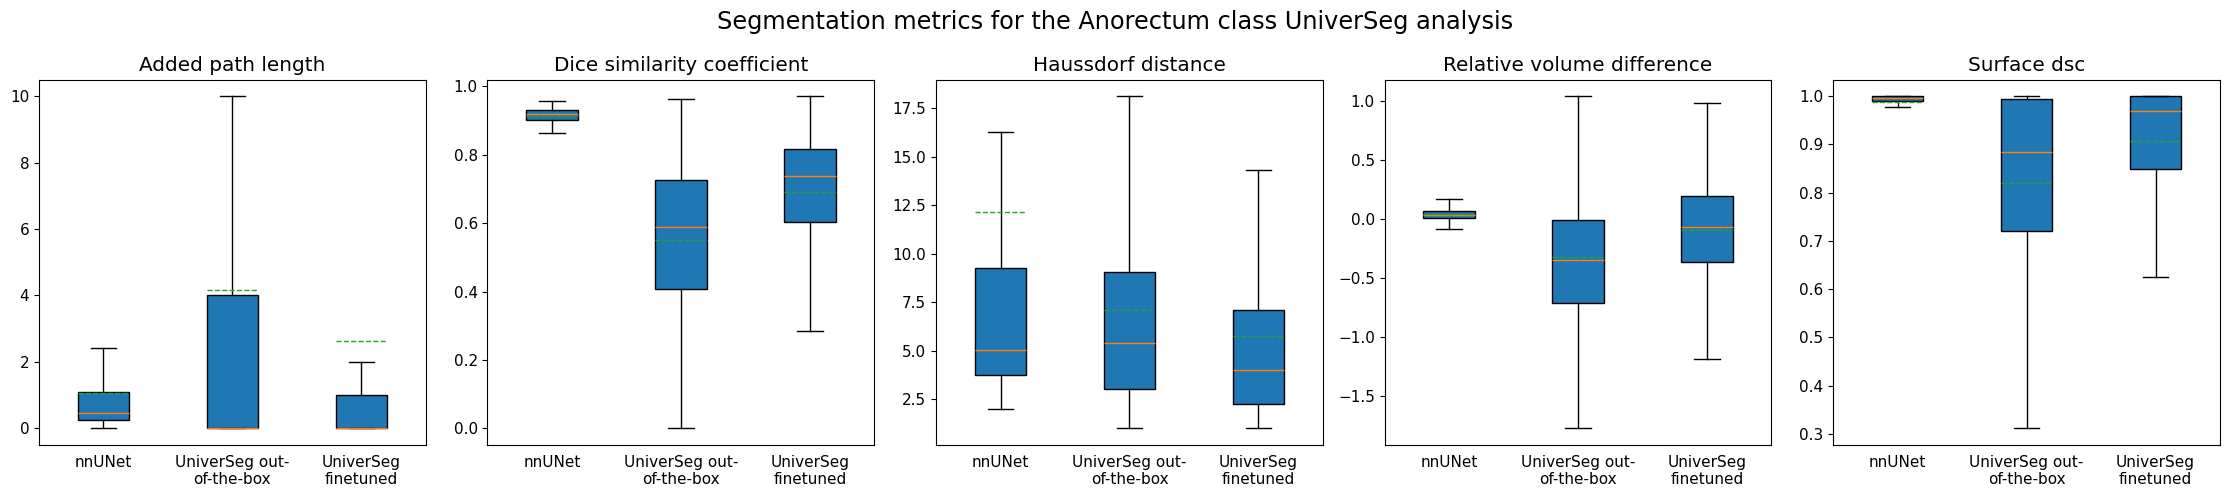 Segmentation metrics for the Anorectum class UniverSeg analysis
Added path length
10
8
6
4
2
0
nnUNet
UniverSeg out-
of-the-box
UniverSeg
finetuned
Dice similarity coefficient
1.0
0.8
0.6
0.4
0.2
0.0
nnUNet
UniverSeg out-
of-the-box
UniverSeg
finetuned
Haussdorf distance
17.5
15.0
12.5
10.0
7.5
5.0
2.5
nnUNet
UniverSeg out-
of-the-box
UniverSeg
finetuned
Relative volume difference
1.0
0.5
0.0
−0.5
−1.0
−1.5
nnUNet
UniverSeg out-
of-the-box
UniverSeg
finetuned
Surface dsc
1.0
0.9
0.8
0.7
0.6
0.5
0.4
0.3
nnUNet
UniverSeg out-
of-the-box
UniverSeg
finetuned